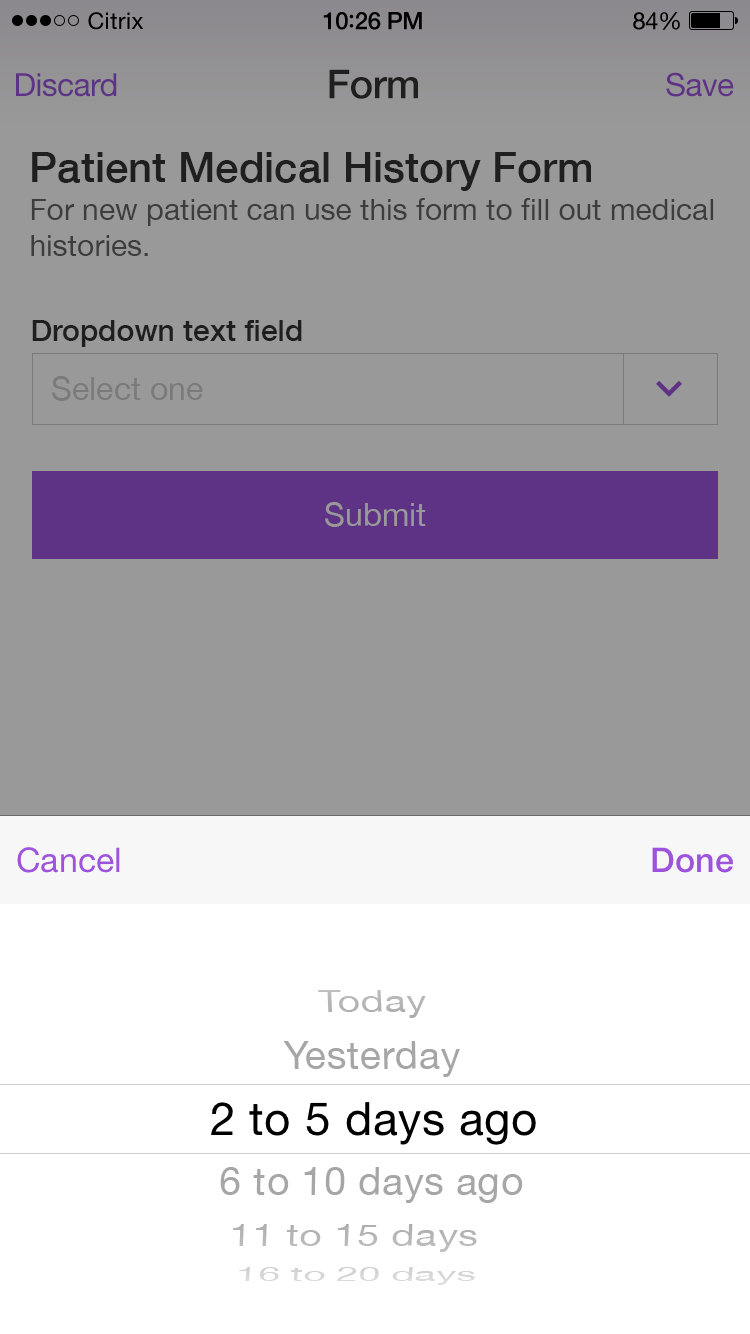 Citrix 10:26 PM 84%
Discard Form Save
Patient Medical History Form
For new patient can use this form to fill out medical
histories.
Dropdown text field
Select one
Submit
Cancel Done
Today
Yesterday
2 to 5 days ago
6 to 10 days ago
11 to 15 days
16 to 20 days